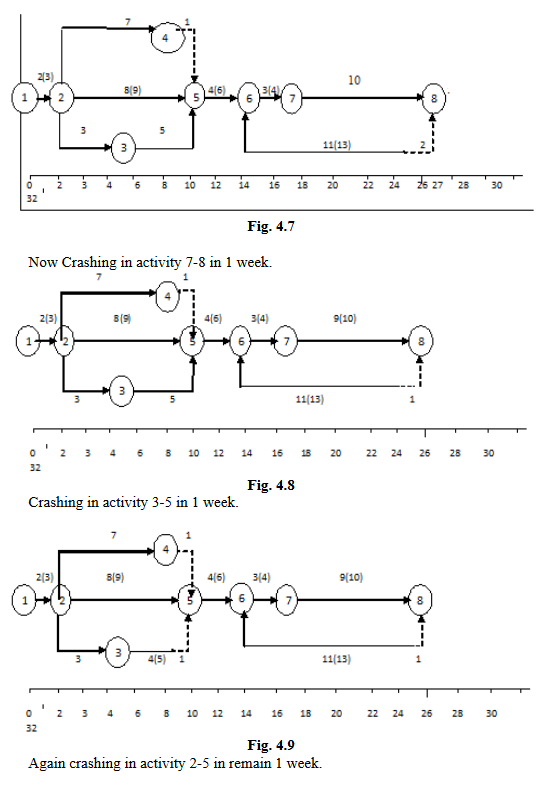 7 1
4
2(3) 8(9) 4(6) 3(4) 10
1 2 5 6 7 8
3 5
3
11(13) 2
0 ' 2 3 4 6 8 10 12 14 16 18 20 22 24 26 27 28 30
32
Fig. 4.7
Now Crashing in activity 7-8 in 1 week.
7 1
4
2(3) 8(9) 4(6) 3(4) 9(10)
1 2 5 6 7 8
3
3 5 11(13) 1
0 ' 2 3 4 6 8 10 12 14 16 18 20 22 24 26 28 30
32
Fig. 4.8
Crashing in activity 3-5 in 1 week.
7 1
4
2(3) 8(9) 4(6) 3(4) 9(10)
1 2 5 6 7 8
3
3 4(5) 1 11(13) 1
0 ' 2 3 4 6 8 10 12 14 16 18 20 22 24 26 28 30
32
Fig. 4.9
Again crashing in activity 2-5 in remain 1 week.